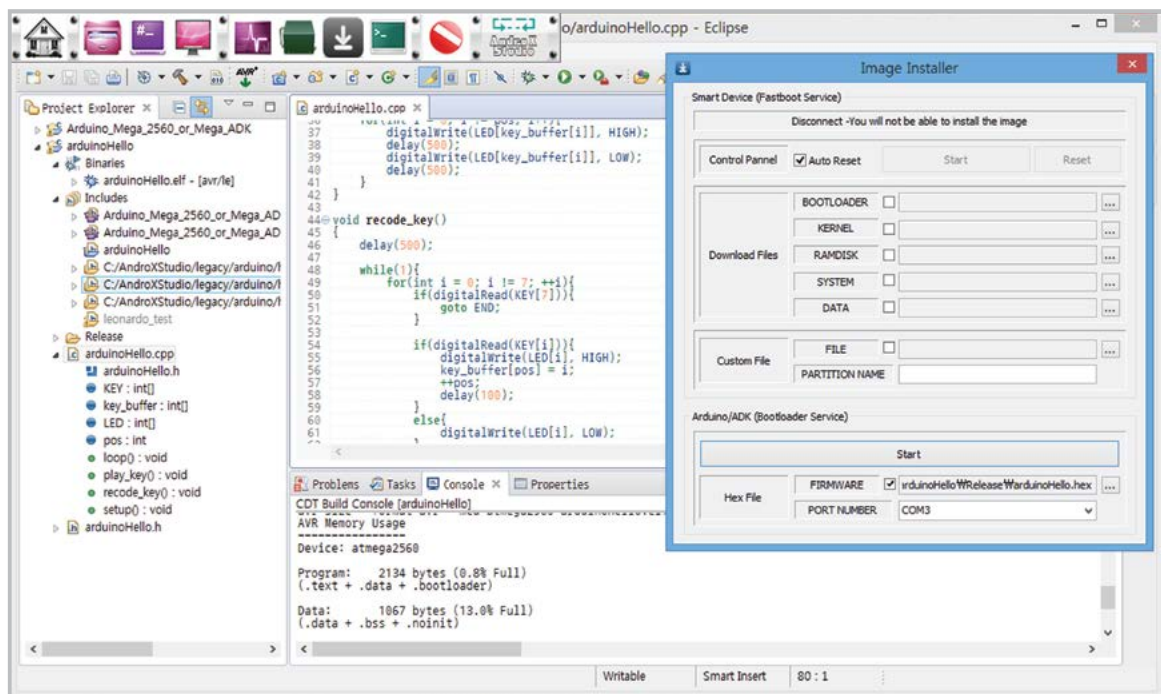 AndroX
Studio
o/arduinoHello.cpp - Eclipse
Project Explorer
Arduino_Mega_2560_or_Mega_ADK
arduinoHello
Binaries
arduinoHello.elf - [avr/le]
Includes
Arduino_Mega_2560_or_Mega_AD
Arduino_Mega_2560_or_Mega_AD
arduinoHello
C:/AndroXStudio/legacy/arduino/h
C:/AndroXStudio/legacy/arduino/h
C:/AndroXStudio/legacy/arduino/h
leonardo_test
Release
arduinoHello.cpp
arduinoHello.h
KEY : int[]
key_buffer : int[]
LED : int[]
pos : int
loop() : void
play_key() : void
recode_key() : void
setup() : void
arduinoHello.h
arduinoHello.cpp
37 digitalWrite(LED[key_buffer[i]], HIGH);
38 delay(500);
39 digitalWrite(LED[key_buffer[i]], LOW);
40 delay(500);
41 }
42 }
43
44 void recode_key()
45 {
46 delay(500);
47
48 while(1){
49 for(int i = 0; i != 7; ++i){
50 if(digitalRead(KEY[7])){
51 goto END;
52 }
53
54 if(digitalRead(KEY[i])){
55 digitalWrite(LED[i], HIGH);
56 key_buffer[pos] = i;
57 ++pos;
58 delay(100);
59 }
60 else{
61 digitalWrite(LED[i], LOW);
Problems Tasks Console Properties
CDT Build Console [arduinoHello]
AVR Memory Usage
----------------
Device: atmega2560
Program: 2134 bytes (0.8% Full)
(.text + .data + .bootloader)
Data: 1067 bytes (13.0% Full)
(.data + .bss + .noinit)
Writable Smart Insert 80 : 1
Image Installer
Smart Device (Fastboot Service)
Disconnect -You will not be able to install the image
Control Pannel Auto Reset Start Reset
Download Files
BOOTLOADER ...
KERNEL ...
RAMDISK ...
SYSTEM ...
DATA ...
Custom File
FILE ...
PARTITION NAME
Arduino/ADK (Bootloader Service)
Start
Hex File
FIRMWARE rduinoHello₩Release₩arduinoHello.hex ...
PORT NUMBER COM3